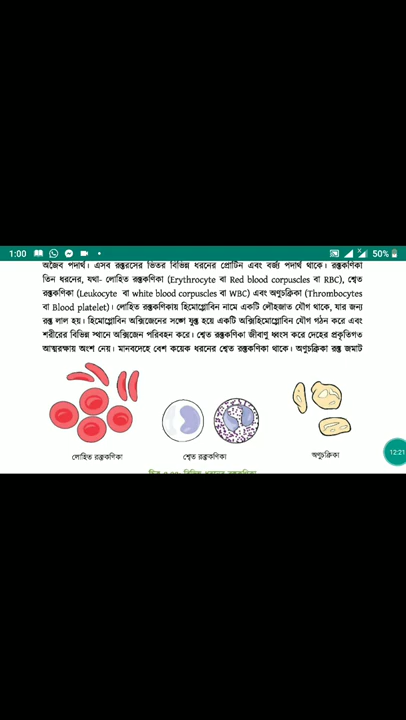 1:00
50%
অজৈব পদার্থ। এসব রক্তরসের ভিতর বিভিন্ন ধরনের প্রোটিন এবং বর্জ্য পদার্থ থাকে। রক্তকণিকা
তিন ধরনের, যথা- লোহিত রক্তকণিকা (Erythrocyte বা Red blood corpuscles বা RBC), শ্বেত
রক্তকণিকা (Leukocyte বা white blood corpuscles বা WBC) এবং অণুচক্রিকা (Thrombocytes
বা Blood platelet)। লোহিত রক্তকণিকায় হিমোগ্লোবিন নামে একটি লৌহজাত যৌগ থাকে, যার জন্য
রক্ত লাল হয়। হিমোগ্লোবিন অক্সিজেনের সঙ্গে যুক্ত হয়ে একটি অক্সিহিমোগ্লোবিন যৌগ গঠন করে এবং
শরীরের বিভিন্ন স্থানে অক্সিজেন পরিবহন করে। শ্বেত রক্তকণিকা জীবাণু ধ্বংস করে দেহের প্রকৃতিগত
আত্মরক্ষায় অংশ নেয়। মানবদেহে বেশ কয়েক ধরনের শ্বেত রক্তকণিকা থাকে। অণুচক্রিকা রক্ত জমাট
লোহিত রক্তকণিকা
শ্বেত রক্তকণিকা
অণুচক্রিকা
12:21